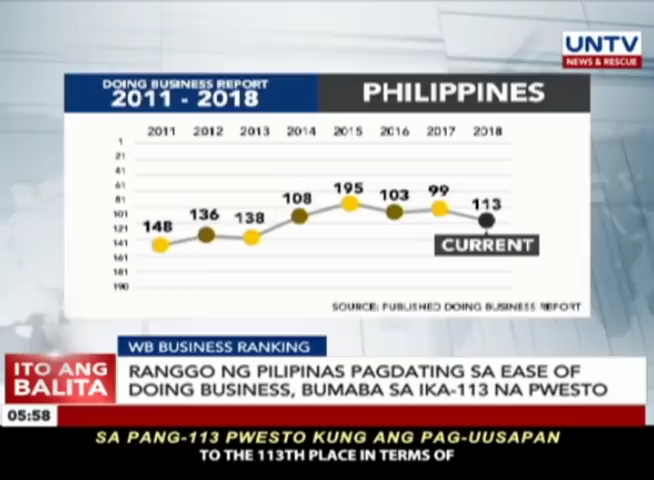 UNTV
NEWS & RESCUE
DOING BUSINESS REPORT
2011 - 2018
PHILIPPINES
2011 2012 2013 2014 2015 2016 2017 2018
1
21
41
61
81
101
121
141
161
181
190
148 136 138 108 195 103 99 113
CURRENT
SOURCE: PUBLISHED DOING BUSINESS REPORT
WB BUSINESS RANKING
ITO ANG
BALITA
RANGGO NG PILIPINAS PAGDATING SA EASE OF
DOING BUSINESS, BUMABA SA IKA-113 NA PWESTO
05:58
SA PANG-113 PWESTO KUNG ANG PAG-UUSAPAN
TO THE 113TH PLACE IN TERMS OF